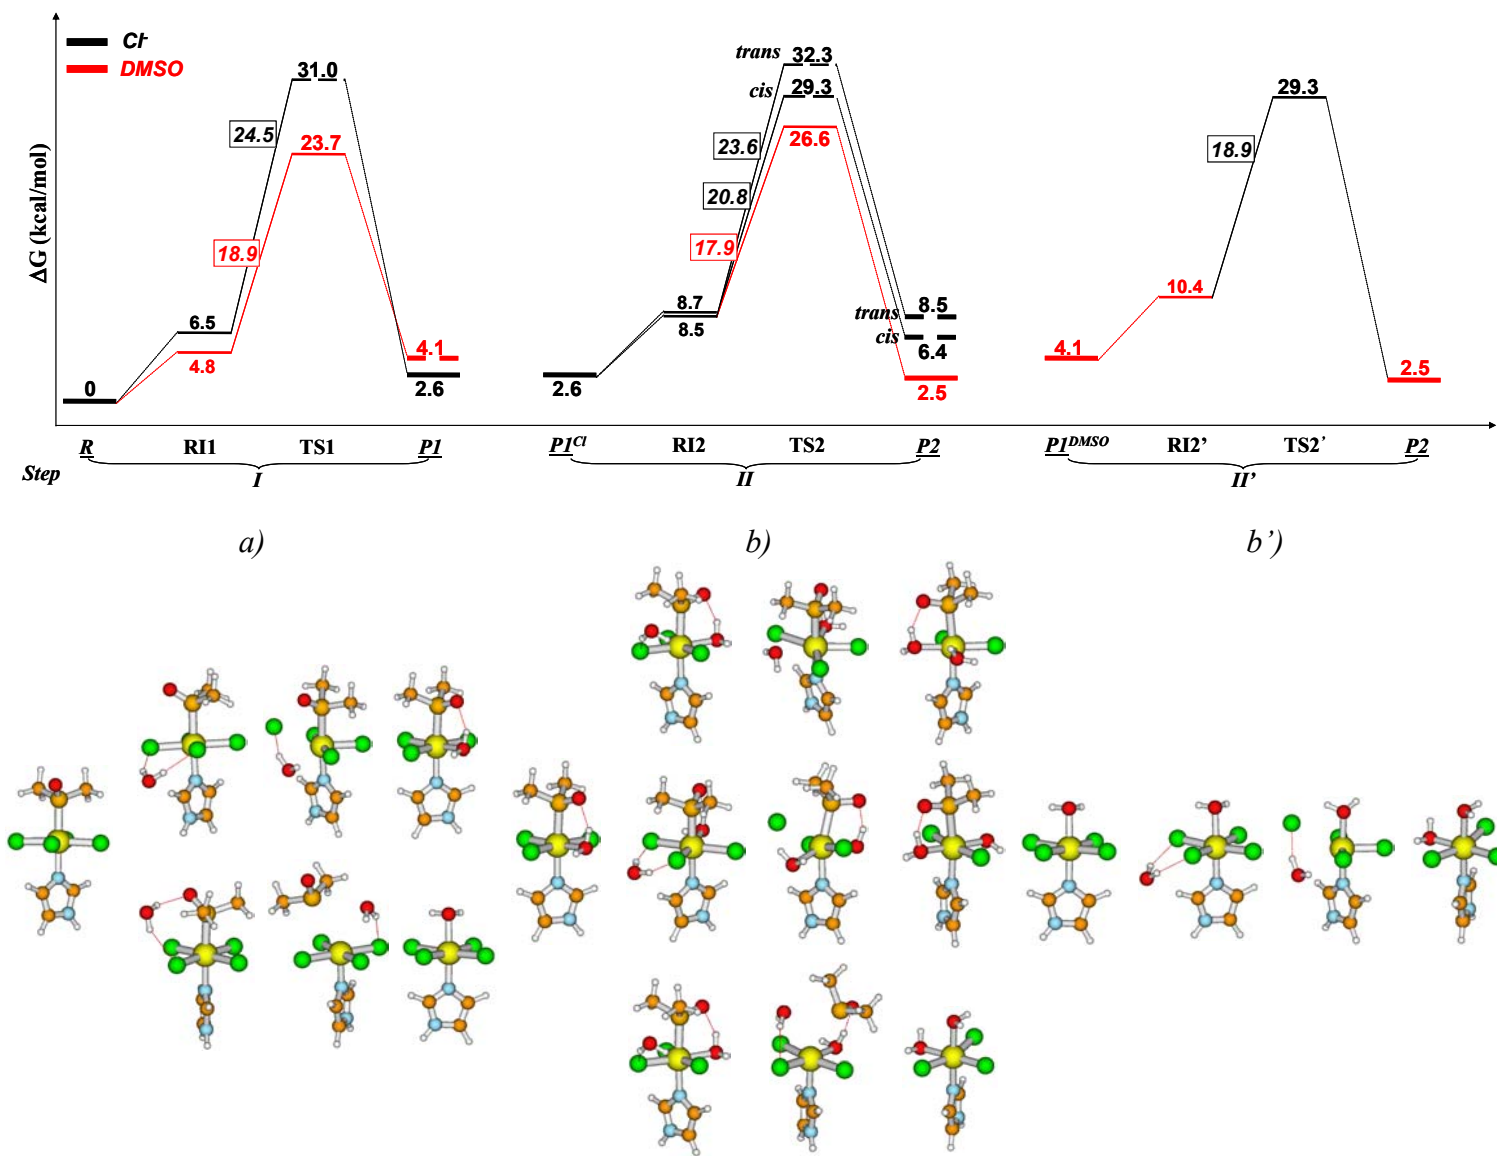 Cl-
DMSO
ΔG (kcal/mol)
31.0
24.5
23.7
18.9
6.5
4.8
4.1
0
2.6
trans 32.3
cis 29.3
26.6
23.6
20.8
17.9
8.7
8.5
trans 8.5
cis 6.4
2.6
2.5
29.3
18.9
10.4
4.1
2.5
R RI1 TS1 P1 P1Cl RI2 TS2 P2 P1DMSO RI2' TS2' P2
Step I II II'
a) b) b')